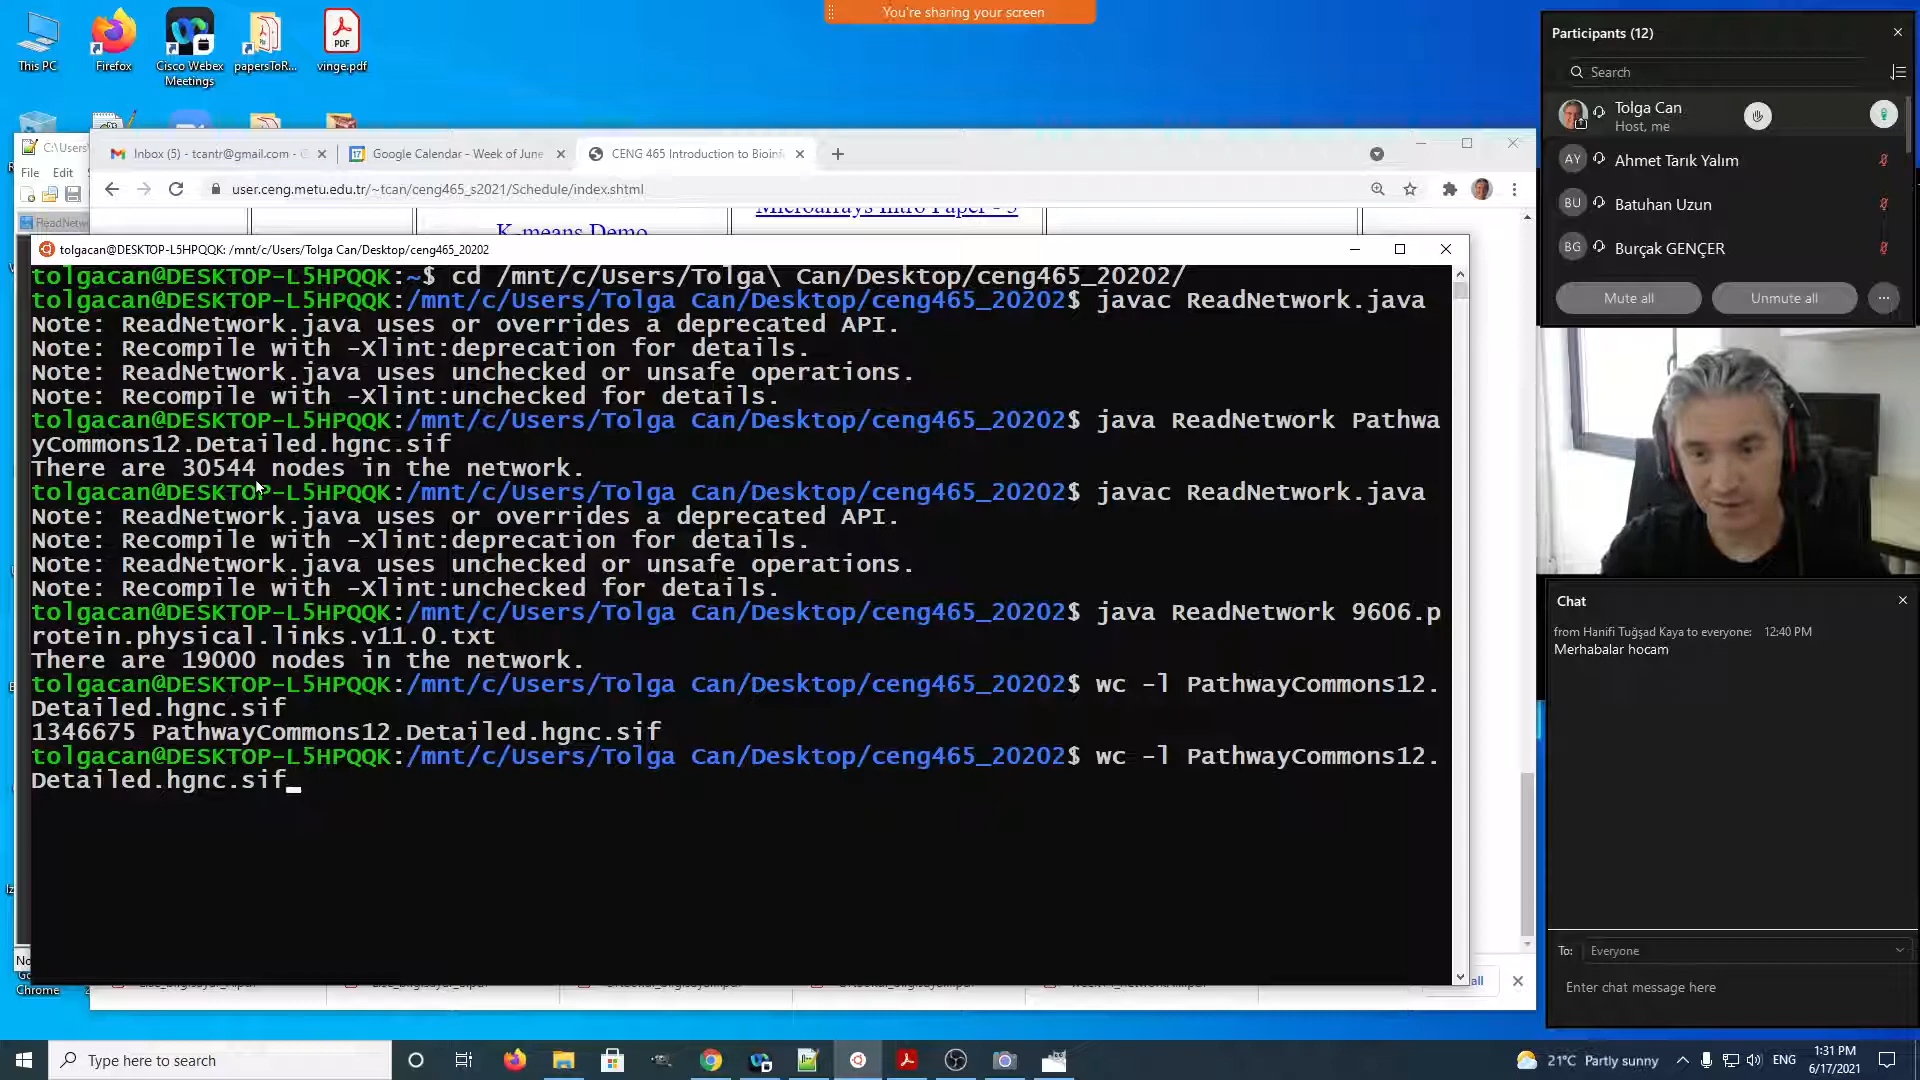 You're sharing your screen
This PC
Firefox
Cisco Webex
Meetings
papersToR...
vinge.pdf
C:\Users\
File Edit
ReadNetw
Inbox (5) - tcantr@gmail.com -
Google Calendar - Week of June
CENG 465 Introduction to Bioinf
user.ceng.metu.edu.tr/~tcan/ceng465_s2021/Schedule/index.shtml
Microarrays Intro Paper - 3
K-means Demo
tolgacan@DESKTOP-L5HPQQK: /mnt/c/Users/Tolga Can/Desktop/ceng465_20202
tolgacan@DESKTOP-L5HPQQK:~$ cd /mnt/c/Users/Tolga\ Can/Desktop/ceng465_20202/
tolgacan@DESKTOP-L5HPQQK:/mnt/c/Users/Tolga Can/Desktop/ceng465_20202$ javac ReadNetwork.java
Note: ReadNetwork.java uses or overrides a deprecated API.
Note: Recompile with -Xlint:deprecation for details.
Note: ReadNetwork.java uses unchecked or unsafe operations.
Note: Recompile with -Xlint:unchecked for details.
tolgacan@DESKTOP-L5HPQQK:/mnt/c/Users/Tolga Can/Desktop/ceng465_20202$ java ReadNetwork Pathwa
yCommons12.Detailed.hgnc.sif
There are 30544 nodes in the network.
tolgacan@DESKTOP-L5HPQQK:/mnt/c/Users/Tolga Can/Desktop/ceng465_20202$ javac ReadNetwork.java
Note: ReadNetwork.java uses or overrides a deprecated API.
Note: Recompile with -Xlint:deprecation for details.
Note: ReadNetwork.java uses unchecked or unsafe operations.
Note: Recompile with -Xlint:unchecked for details.
tolgacan@DESKTOP-L5HPQQK:/mnt/c/Users/Tolga Can/Desktop/ceng465_20202$ java ReadNetwork 9606.p
rotein.physical.links.v11.0.txt
There are 19000 nodes in the network.
tolgacan@DESKTOP-L5HPQQK:/mnt/c/Users/Tolga Can/Desktop/ceng465_20202$ wc -l PathwayCommons12.
Detailed.hgnc.sif
1346675 PathwayCommons12.Detailed.hgnc.sif
tolgacan@DESKTOP-L5HPQQK:/mnt/c/Users/Tolga Can/Desktop/ceng465_20202$ wc -l PathwayCommons12.
Detailed.hgnc.sif
Chrome
Participants (12)
Search
Tolga Can
Host, me
AY Ahmet Tarık Yalım
BU Batuhan Uzun
BG Burçak GENÇER
Mute all
Unmute all
Chat
from Hanifi Tuğşad Kaya to everyone: 12:40 PM
Merhabalar hocam
To: Everyone
Enter chat message here
Type here to search
21°C Partly sunny
ENG
1:31 PM
6/17/2021